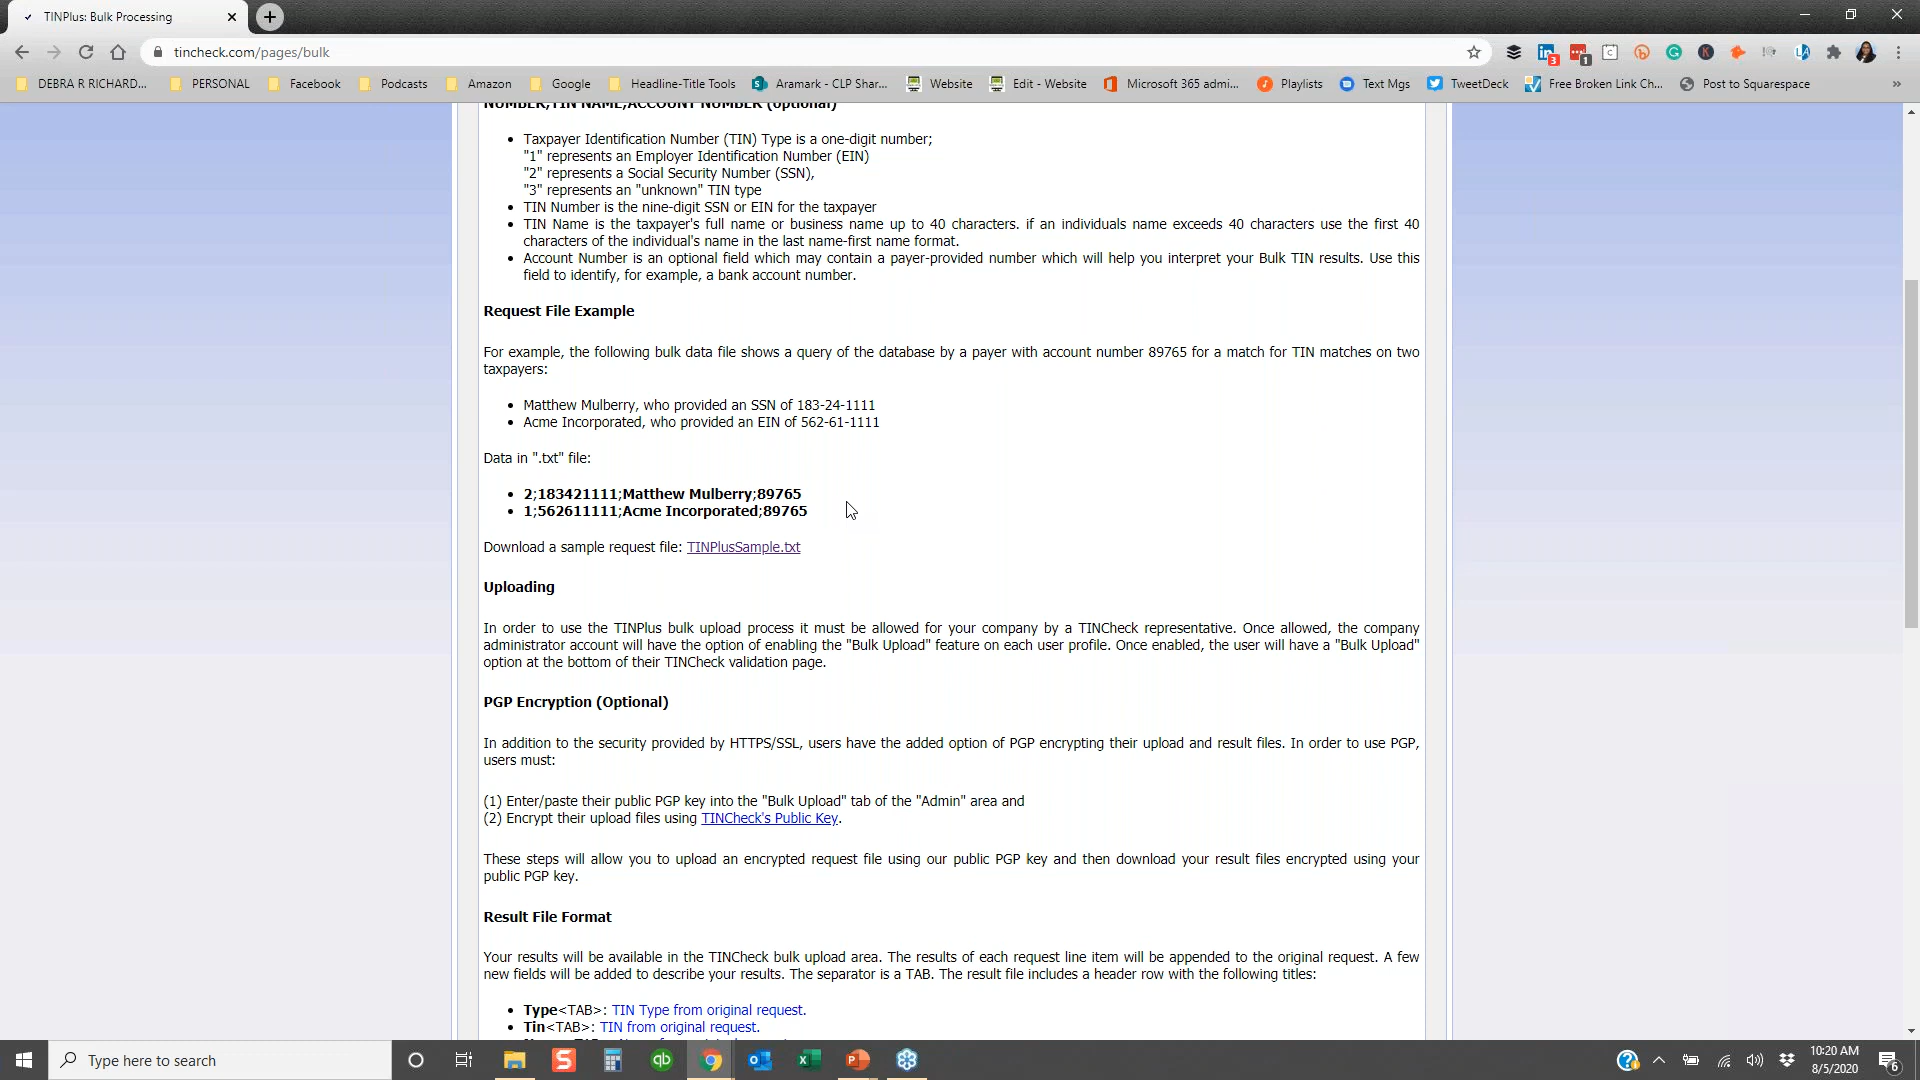 TINPlus: Bulk Processing
tincheck.com/pages/bulk
3
1
DEBRA R RICHARD...
PERSONAL
Facebook
Podcasts
Amazon
Google
Headline-Title Tools
Aramark - CLP Shar...
Website
Edit - Website
Microsoft 365 admi...
Playlists
Text Mgs
TweetDeck
Free Broken Link Ch...
Post to Squarespace
»
NUMBER;TIN NAME;ACCOUNT NUMBER (optional)
• Taxpayer Identification Number (TIN) Type is a one-digit number;
"1" represents an Employer Identification Number (EIN)
"2" represents a Social Security Number (SSN),
"3" represents an "unknown" TIN type
• TIN Number is the nine-digit SSN or EIN for the taxpayer
• TIN Name is the taxpayer's full name or business name up to 40 characters. if an individuals name exceeds 40 characters use the first 40
characters of the individual's name in the last name-first name format.
• Account Number is an optional field which may contain a payer-provided number which will help you interpret your Bulk TIN results. Use this
field to identify, for example, a bank account number.
Request File Example
For example, the following bulk data file shows a query of the database by a payer with account number 89765 for a match for TIN matches on two
taxpayers:
• Matthew Mulberry, who provided an SSN of 183-24-1111
• Acme Incorporated, who provided an EIN of 562-61-1111
Data in ".txt" file:
• 2;183421111;Matthew Mulberry;89765
• 1;562611111;Acme Incorporated;89765
Download a sample request file: TINPlusSample.txt
Uploading
In order to use the TINPlus bulk upload process it must be allowed for your company by a TINCheck representative. Once allowed, the company
administrator account will have the option of enabling the "Bulk Upload" feature on each user profile. Once enabled, the user will have a "Bulk Upload"
option at the bottom of their TINCheck validation page.
PGP Encryption (Optional)
In addition to the security provided by HTTPS/SSL, users have the added option of PGP encrypting their upload and result files. In order to use PGP,
users must:
(1) Enter/paste their public PGP key into the "Bulk Upload" tab of the "Admin" area and
(2) Encrypt their upload files using TINCheck's Public Key.
These steps will allow you to upload an encrypted request file using our public PGP key and then download your result files encrypted using your
public PGP key.
Result File Format
Your results will be available in the TINCheck bulk upload area. The results of each request line item will be appended to the original request. A few
new fields will be added to describe your results. The separator is a TAB. The result file includes a header row with the following titles:
• Type<TAB>: TIN Type from original request.
• Tin<TAB>: TIN from original request.
Type here to search
10:20 AM
8/5/2020
6